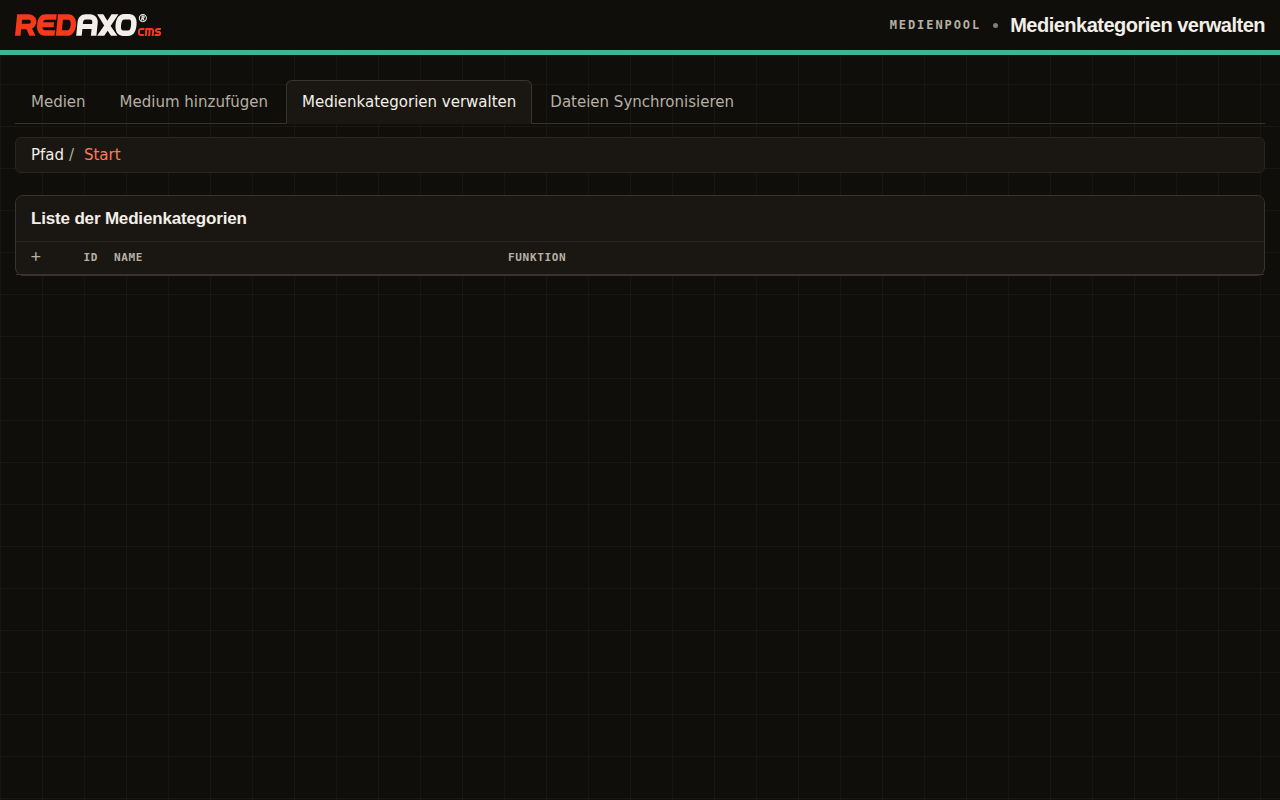 REDAXO® cms
MEDIENPOOL • Medienkategorien verwalten
Medien Medium hinzufügen Medienkategorien verwalten Dateien Synchronisieren
Pfad / Start
Liste der Medienkategorien
+ ID NAME FUNKTION